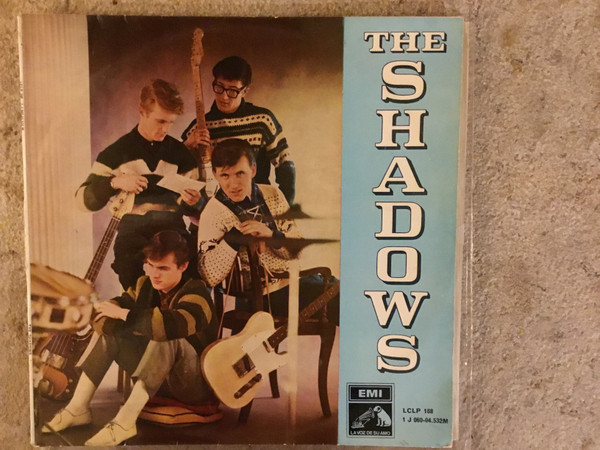 THE
SHADOWS
EMI
LA VOZ DE SU AMO
LCLP 108
1 J 060-04.532M